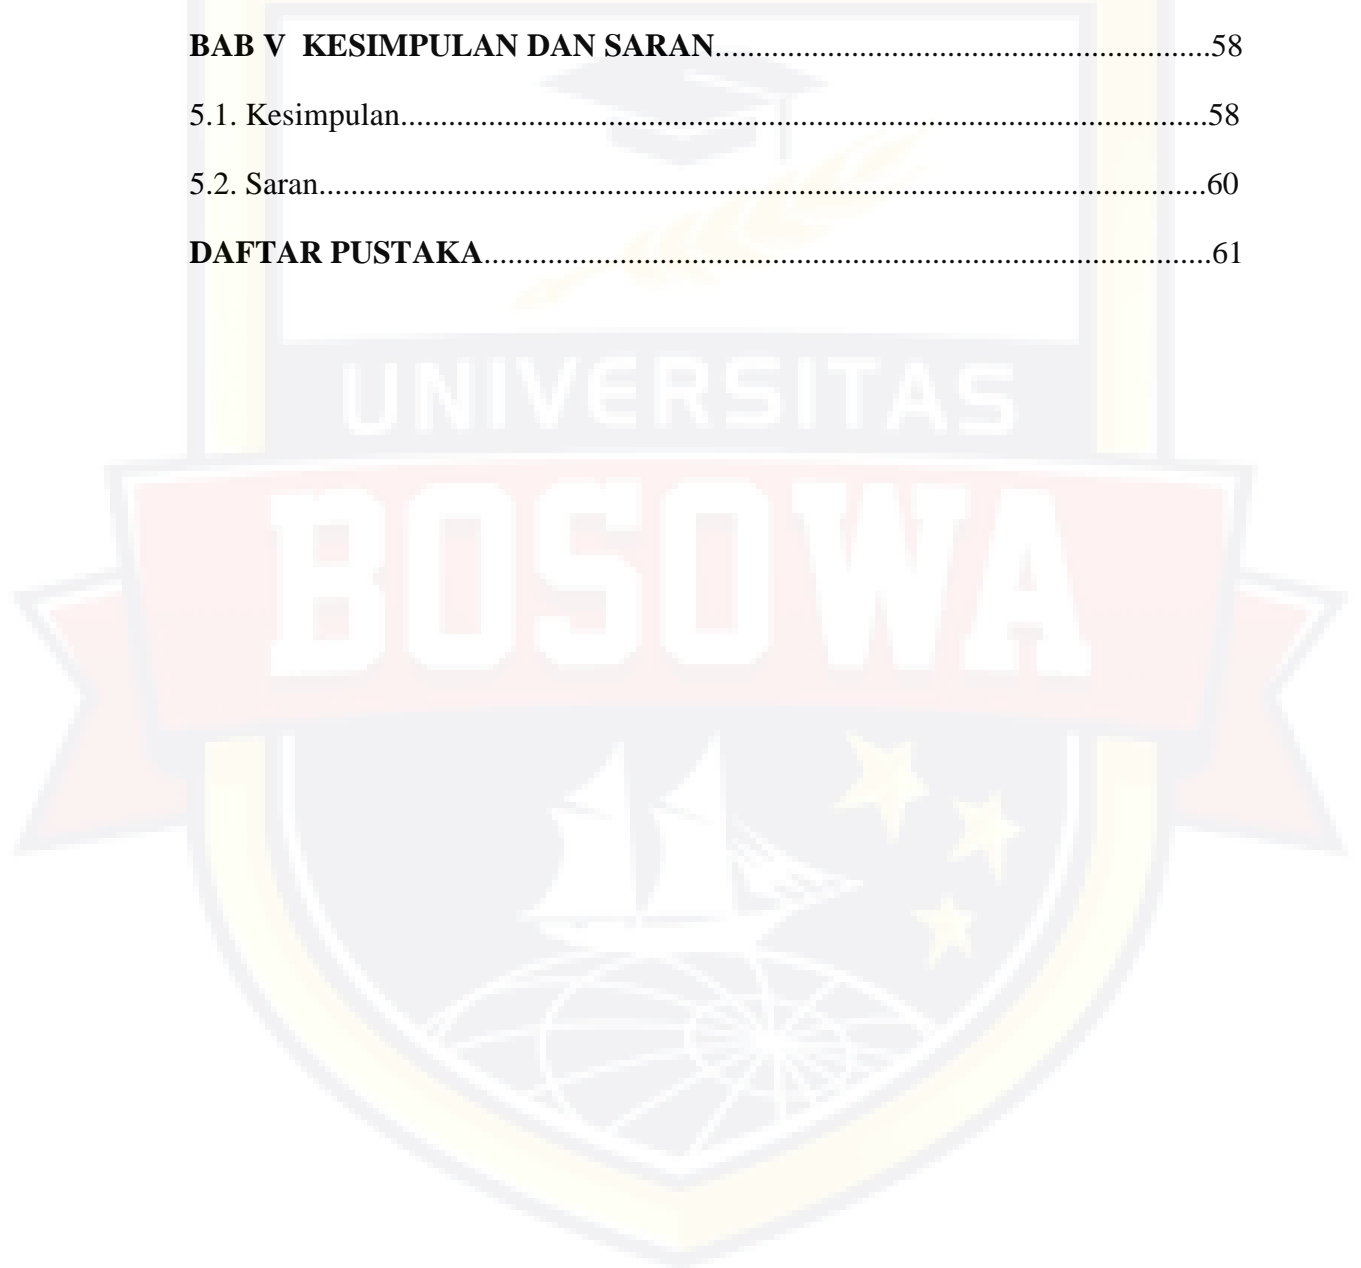 BAB V  KESIMPULAN DAN SARAN..............................................................58
5.1. Kesimpulan.....................................................................................................58
5.2. Saran...............................................................................................................60
DAFTAR PUSTAKA...........................................................................................61
UNIVERSITAS
BOSOWA